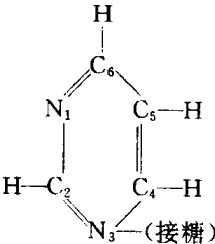 H
C6
N1 C5—H
H—C2 C4—H
N3—(接糖)